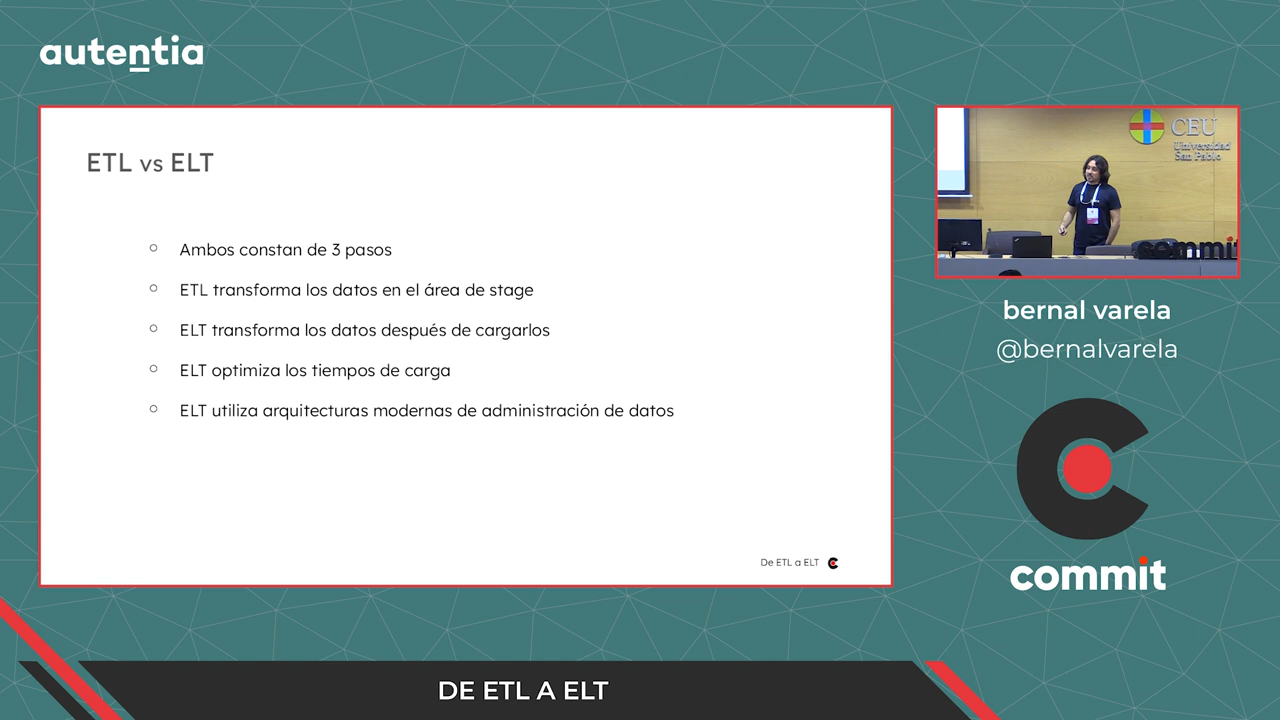 autentia
ETL vs ELT
Ambos constan de 3 pasos
ETL transforma los datos en el área de stage
ELT transforma los datos después de cargarlos
ELT optimiza los tiempos de carga
ELT utiliza arquitecturas modernas de administración de datos
De ETL a ELT
CEU
Universidad
San Pablo
commit
bernal varela
@bernalvarela
commit
DE ETL A ELT